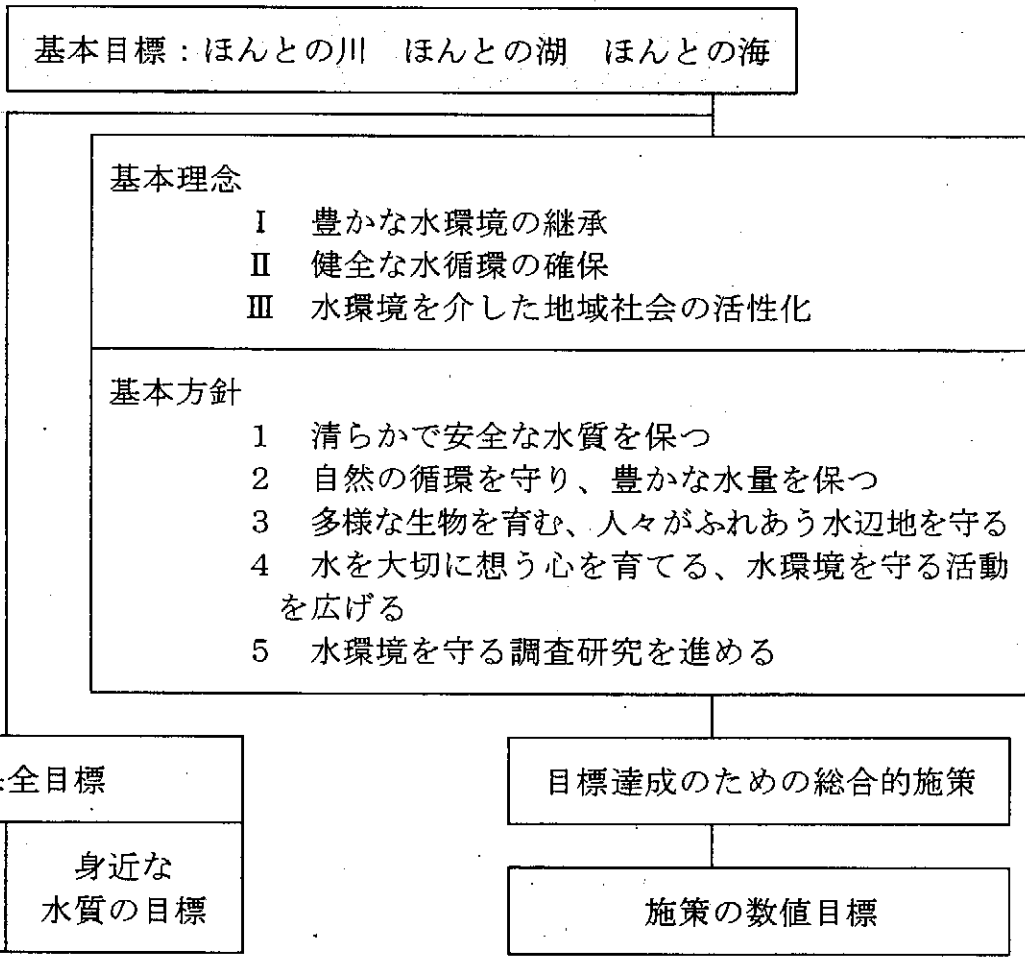 基本目標：ほんとの川　ほんとの湖　ほんとの海
基本理念
Ⅰ　豊かな水環境の継承
Ⅱ　健全な水循環の確保
Ⅲ　水環境を介した地域社会の活性化
基本方針
1　清らかで安全な水質を保つ
2　自然の循環を守り、豊かな水量を保つ
3　多様な生物を育む、人々がふれあう水辺地を守る
4　水を大切に想う心を育てる、水環境を守る活動
を広げる
5　水環境を守る調査研究を進める
全目標
身近な
水質の目標
目標達成のための総合的施策
施策の数値目標